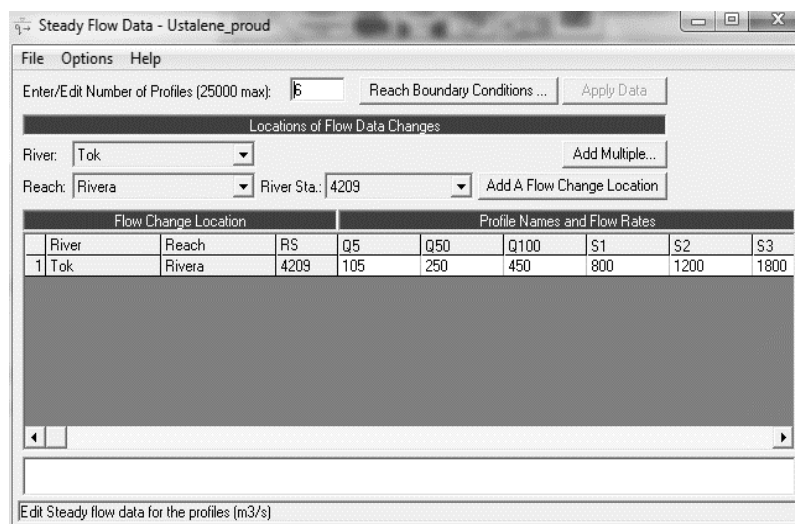 Steady Flow Data - Ustalene_proud
File Options Help
Enter/Edit Number of Profiles (25000 max): 6 Reach Boundary Conditions ... Apply Data
Locations of Flow Data Changes
River: Tok Add Multiple...
Reach: Rivera River Sta.: 4209 Add A Flow Change Location
Flow Change Location Profile Names and Flow Rates
River Reach RS Q5 Q50 Q100 S1 S2 S3
1 Tok Rivera 4209 105 250 450 800 1200 1800
Edit Steady flow data for the profiles (m3/s)